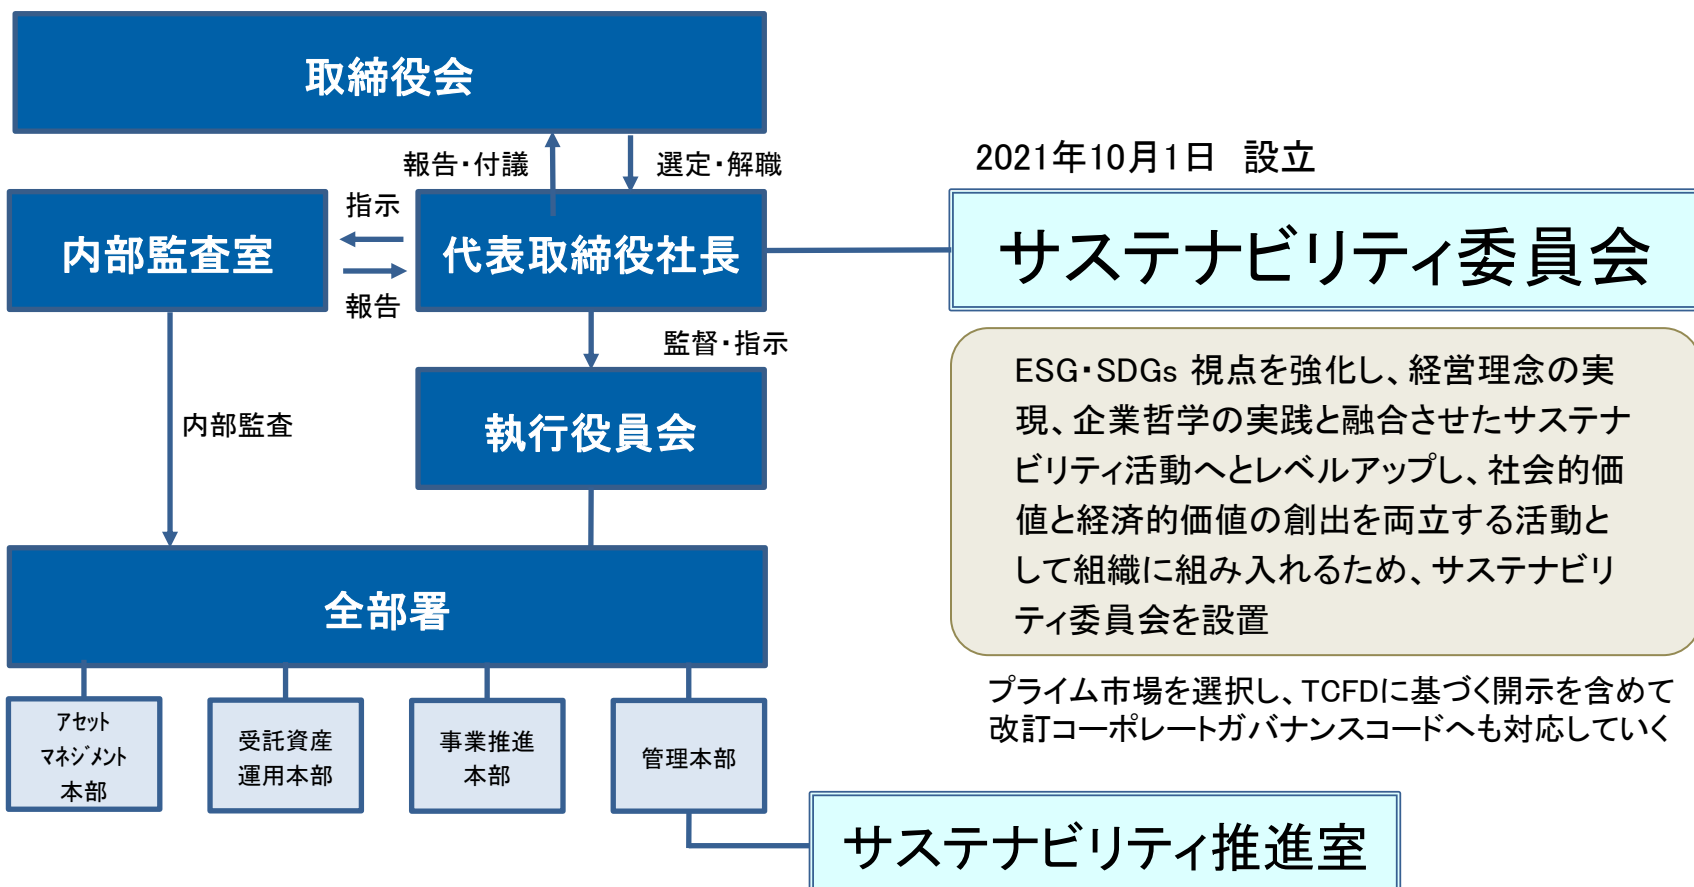 取締役会
報告・付議
選定・解職
2021年10月1日 設立
指示
内部監査室
代表取締役社長
サステナビリティ委員会
報告
監督・指示
ESG・SDGs 視点を強化し、経営理念の実
現、企業哲学の実践と融合させたサステナ
ビリティ活動へとレベルアップし、社会的価
値と経済的価値の創出を両立する活動と
して組織に組み入れるため、サステナビリ
ティ委員会を設置
内部監査
執行役員会
全部署
プライム市場を選択し、TCFDに基づく開示を含めて
改訂コーポレートガバナンスコードへも対応していく
アセット
マネジメント
本部
受託資産
運用本部
事業推進
本部
管理本部
サステナビリティ推進室